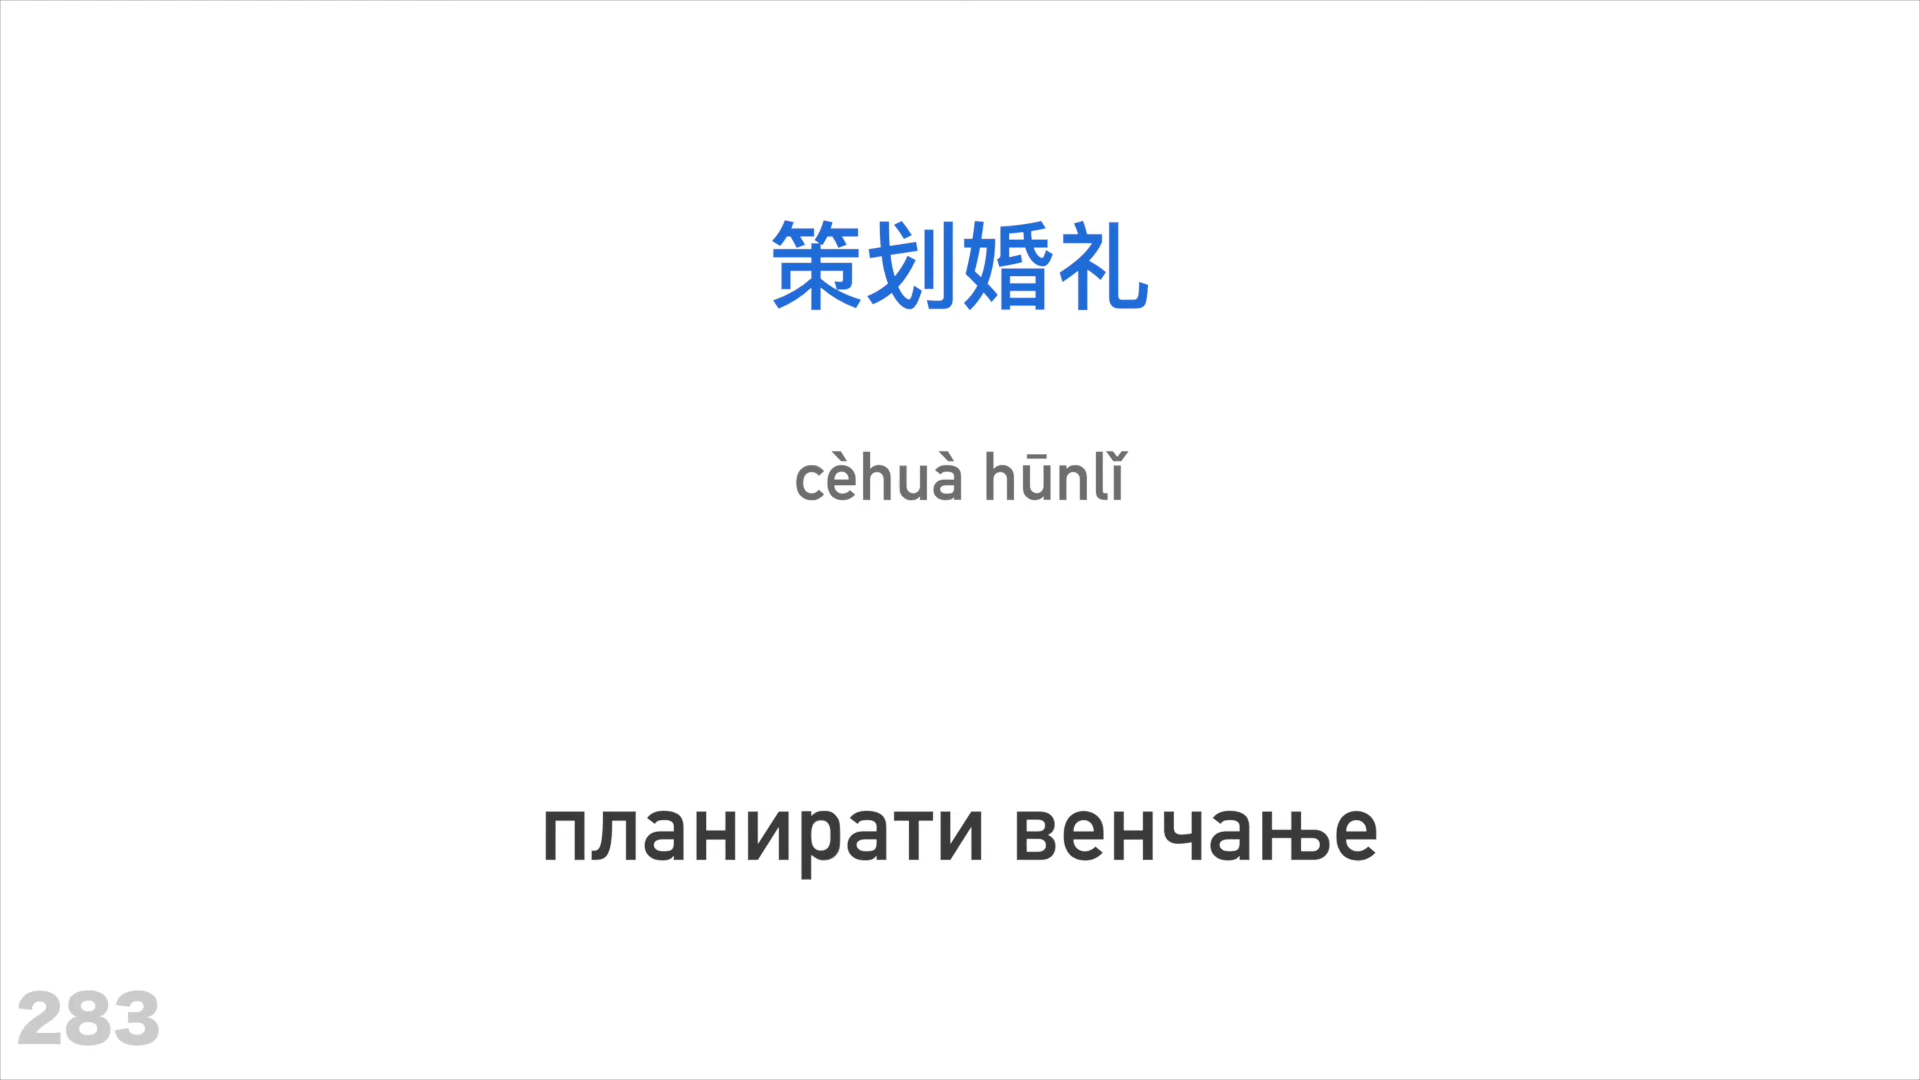 策划婚礼
cèhuà hūnlǐ
планирати венчање
283